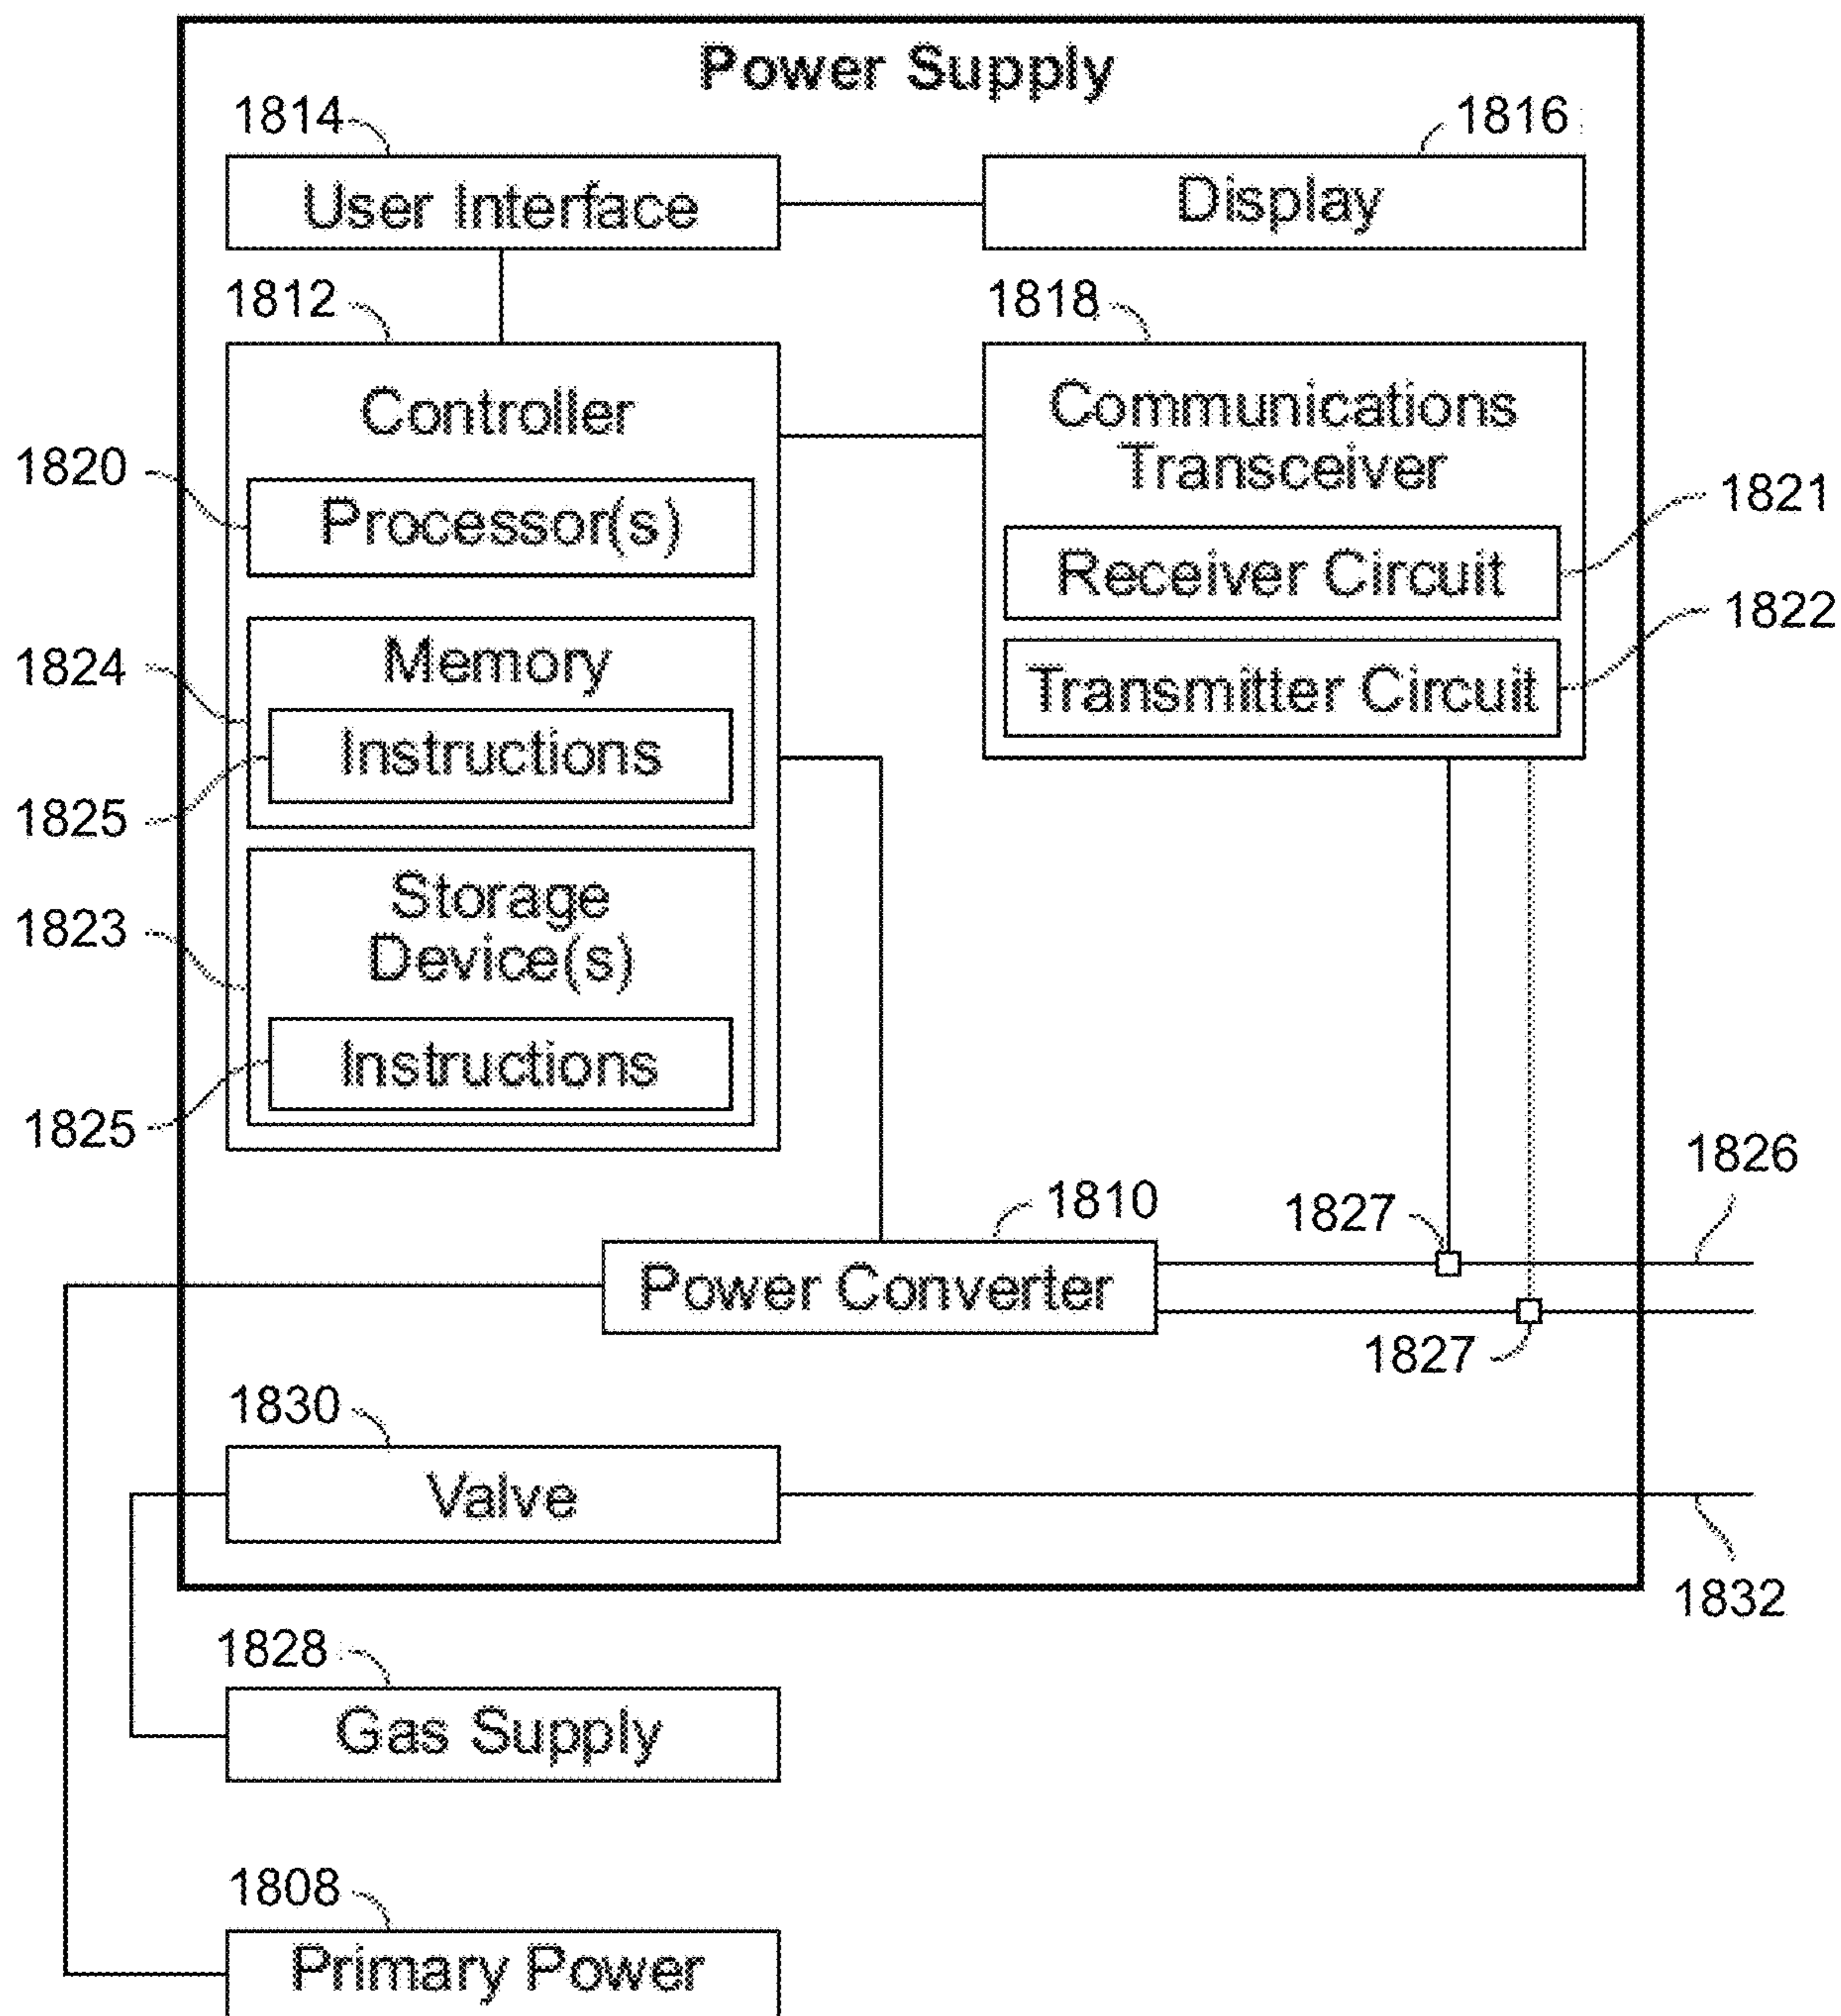 Power Supply
1814
1816
User Interface
Display
1812
1818
Controller
Communications
Transceiver
1820
Processor(s)
1821
Receiver Circuit
1822
1824
Memory
Transmitter Circuit
Instructions
1825
Storage
Device(s)
1823
Instructions
1825
1826
1810
1827
Power Converter
1827
1830
Valve
1832
1828
Gas Supply
1808
Primary Power